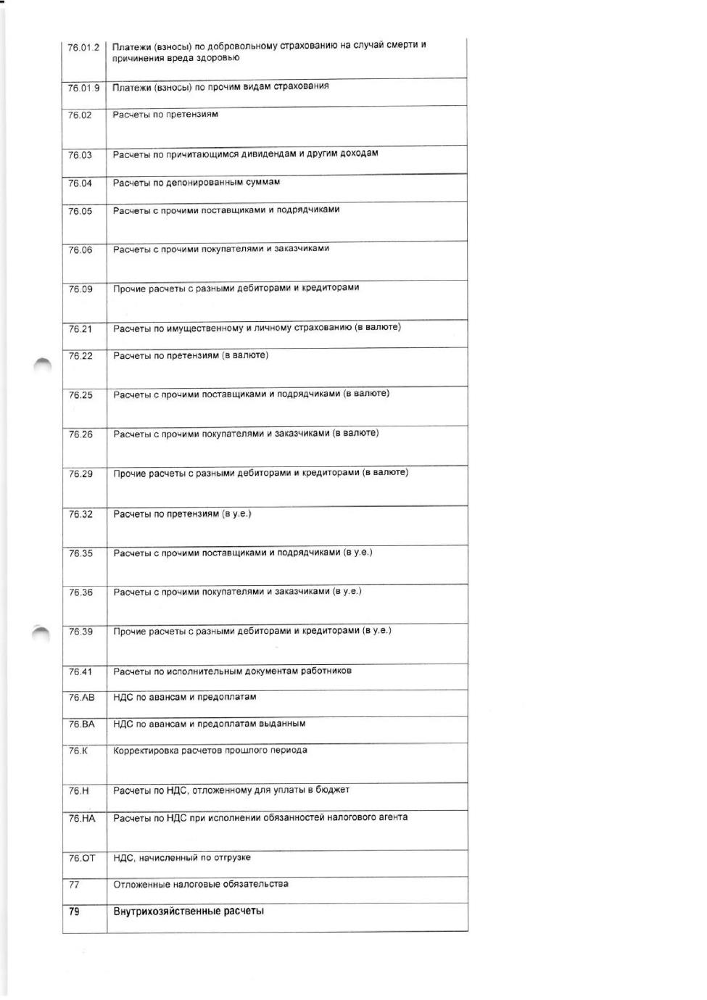 76.01.2 Платежи (взносы) по добровольному страхованию на случай смерти и
причинения вреда здоровью
76.01.9 Платежи (взносы) по прочим видам страхования
76.02 Расчеты по претензиям
76.03 Расчеты по причитающимся дивидендам и другим доходам
76.04 Расчеты по депонированным суммам
76.05 Расчеты с прочими поставщиками и подрядчиками
76.06 Расчеты с прочими покупателями и заказчиками
76.09 Прочие расчеты с разными дебиторами и кредиторами
76.21 Расчеты по имущественному и личному страхованию (в валюте)
76.22 Расчеты по претензиям (в валюте)
76.25 Расчеты с прочими поставщиками и подрядчиками (в валюте)
76.26 Расчеты с прочими покупателями и заказчиками (в валюте)
76.29 Прочие расчеты с разными дебиторами и кредиторами (в валюте)
76.32 Расчеты по претензиям (в у.е.)
76.35 Расчеты с прочими поставщиками и подрядчиками (в у.е.)
76.36 Расчеты с прочими покупателями и заказчиками (в у.е.)
76.39 Прочие расчеты с разными дебиторами и кредиторами (в у.е.)
76.41 Расчеты по исполнительным документам работников
76.АВ НДС по авансам и предоплатам
76.ВА НДС по авансам и предоплатам выданным
76.К Корректировка расчетов прошлого периода
76.Н Расчеты по НДС, отложенному для уплаты в бюджет
76.НА Расчеты по НДС при исполнении обязанностей налогового агента
76.ОТ НДС, начисленный по отгрузке
77 Отложенные налоговые обязательства
79 Внутрихозяйственные расчеты